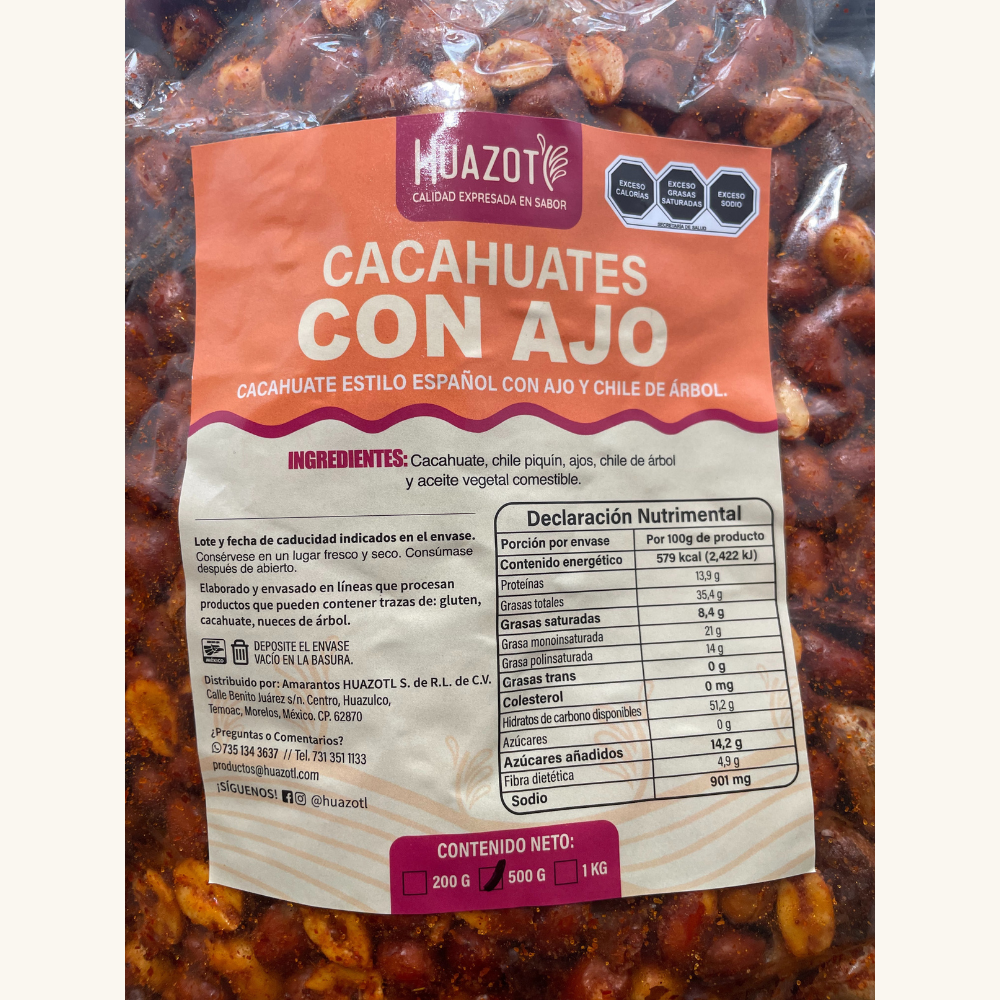 HUAZOTL
CALIDAD EXPRESADA EN SABOR
EXCESO
CALORÍAS
EXCESO
GRASAS
SATURADAS
EXCESO
SODIO
SECRETARÍA DE SALUD
CACAHUATES
CON AJO
CACAHUATE ESTILO ESPAÑOL CON AJO Y CHILE DE ÁRBOL.
INGREDIENTES: Cacahuate, chile piquín, ajos, chile de árbol
y aceite vegetal comestible.
Lote y fecha de caducidad indicados en el envase.
Consérvese en un lugar fresco y seco. Consúmase
después de abierto.
Elaborado y envasado en líneas que procesan
productos que pueden contener trazas de: gluten,
cacahuate, nueces de árbol.
DEPOSITE EL ENVASE
VACÍO EN LA BASURA.
Distribuido por: Amarantos HUAZOTL S. de R.L. de C.V.
Calle Benito Juárez s/n. Centro, Huazulco,
Temoac, Morelos, México. CP. 62870
¿Preguntas o Comentarios?
735 134 3637 // Tel. 731 351 1133
productos@huazotl.com
¡SÍGUENOS! @huazotl
Declaración Nutrimental
Porción por envase Por 100g de producto
Contenido energético 579 kcal (2,422 kJ)
Proteínas 13,9 g
Grasas totales 35,4 g
Grasas saturadas 8,4 g
Grasa monoinsaturada 21 g
Grasa polinsaturada 14 g
Grasas trans 0 g
Colesterol 0 mg
Hidratos de carbono disponibles 51,2 g
Azúcares 0 g
Azúcares añadidos 14,2 g
Fibra dietética 4,9 g
Sodio 901 mg
CONTENIDO NETO:
200 G 500 G 1 KG